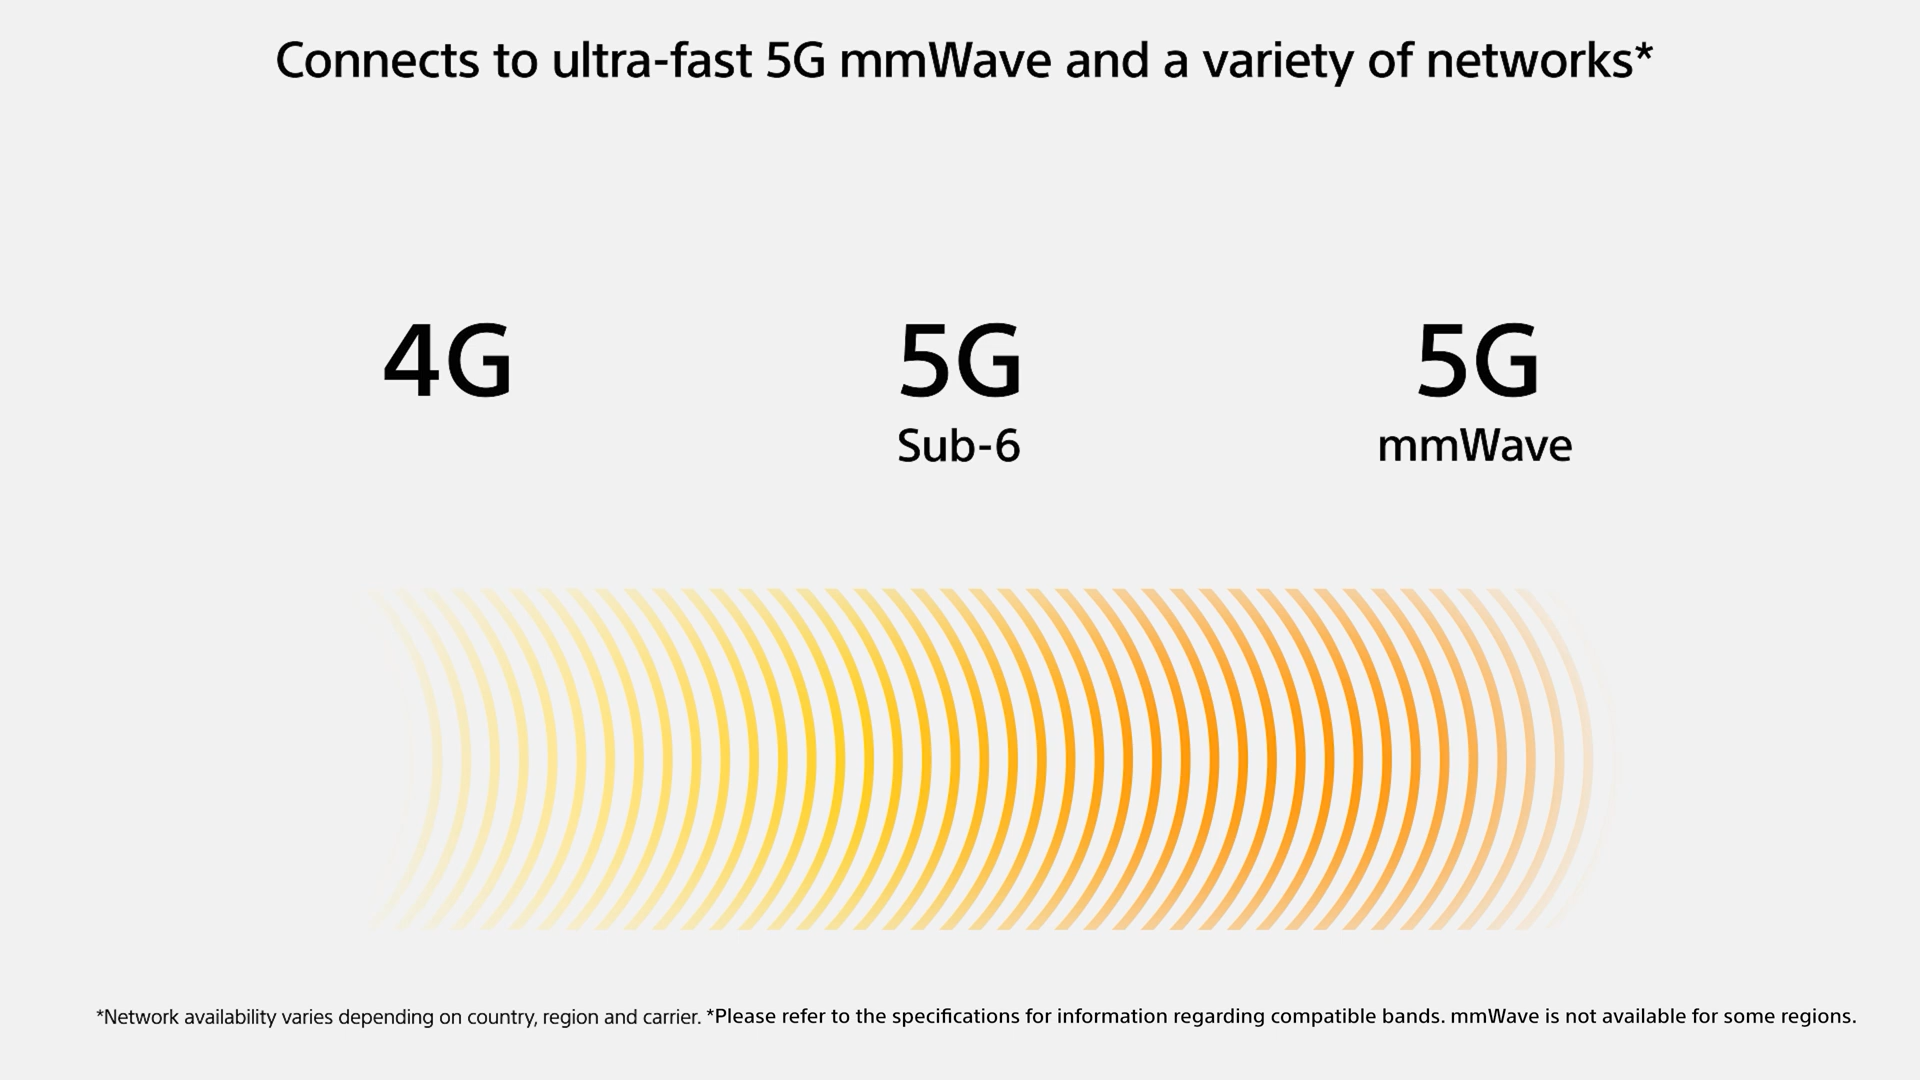 Connects to ultra-fast 5G mmWave and a variety of networks*
4G
5G
Sub-6
5G
mmWave
*Network availability varies depending on country, region and carrier. *Please refer to the specifications for information regarding compatible bands. mmWave is not available for some regions.